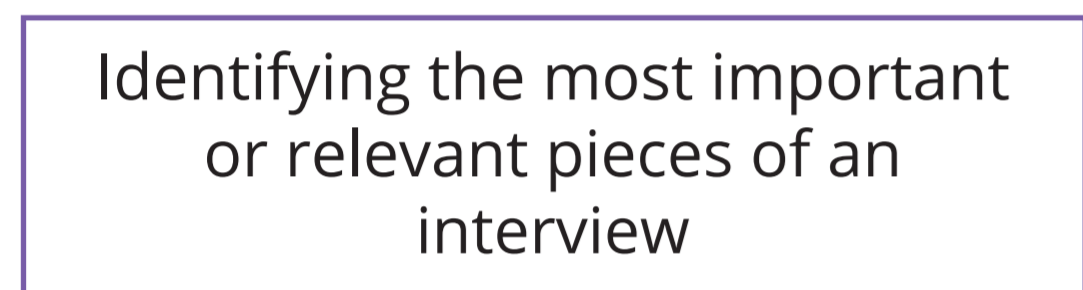 Identifying the most important
or relevant pieces of an
interview